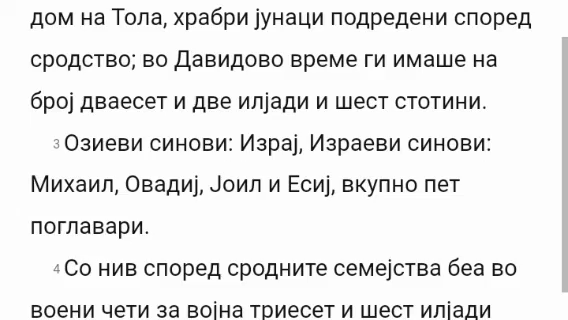 дом на Тола, храбри јунаци подредени според
сродство; во Давидово време ги имаше на
број дваесет и две илјади и шест стотини.
3 Озиеви синови: Израј, Израеви синови:
Михаил, Овадиј, Јоил и Есиј, вкупно пет
поглавари.
4 Со нив според сродните семејства беа во
воени чети за војна триесет и шест илјади